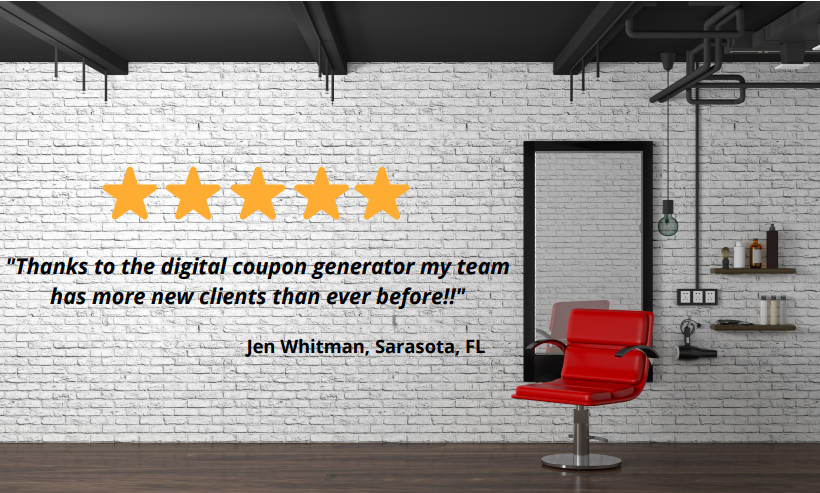 "Thanks to the digital coupon generator my team
has more new clients than ever before!!"
Jen Whitman, Sarasota, FL